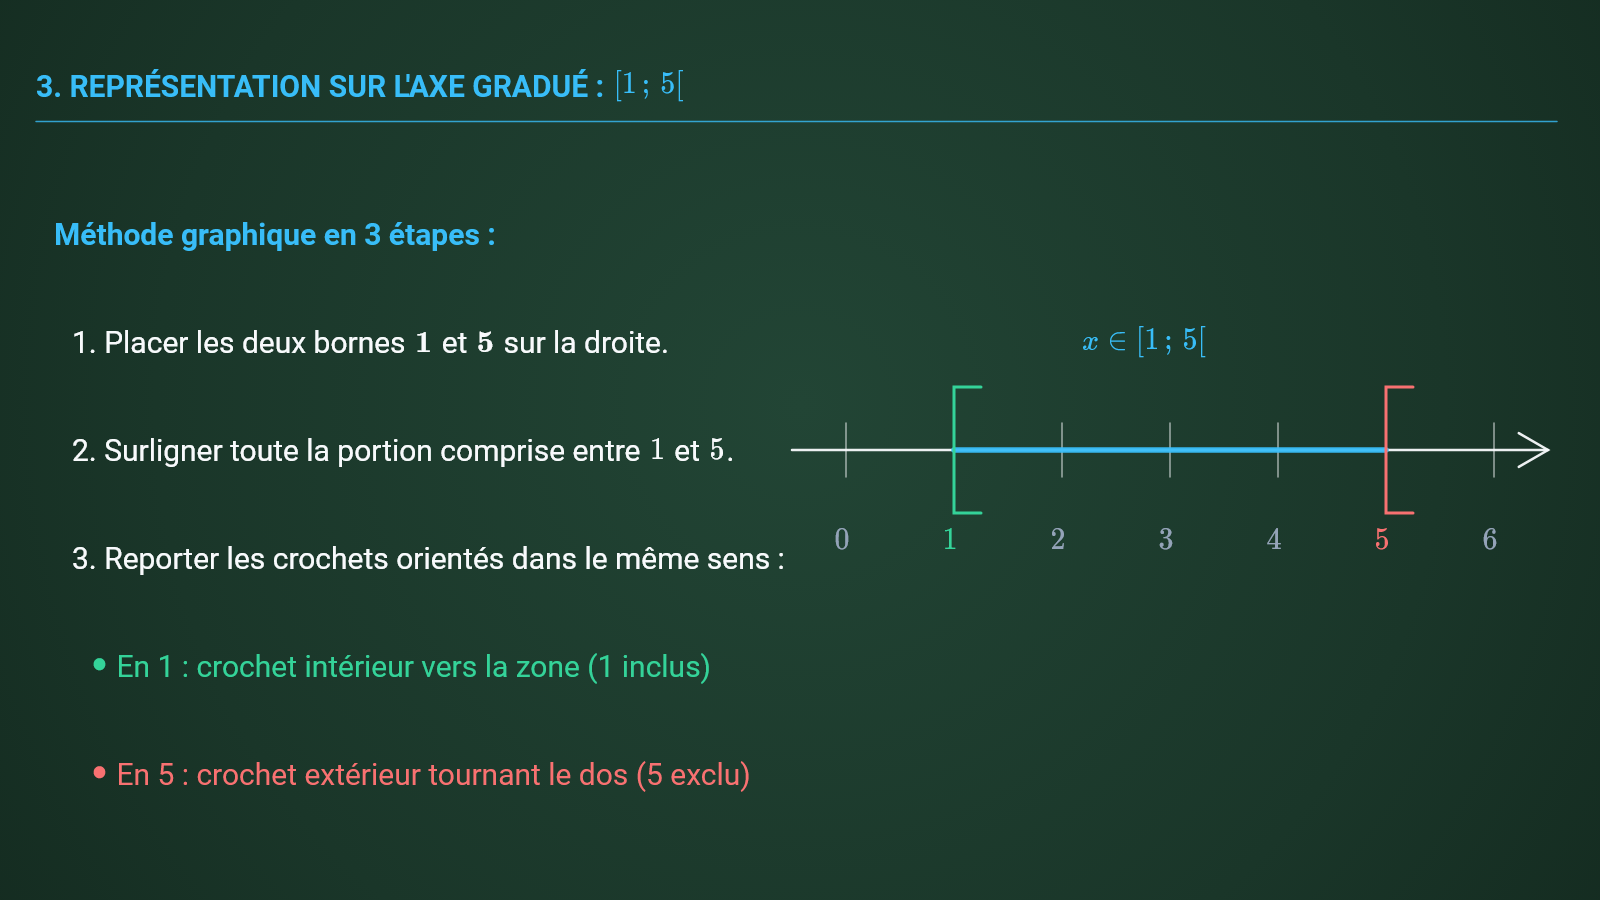 3. REPRÉSENTATION SUR L'AXE GRADUÉ : [1 ; 5[
Méthode graphique en 3 étapes :
1. Placer les deux bornes 1 et 5 sur la droite.
2. Surligner toute la portion comprise entre 1 et 5.
3. Reporter les crochets orientés dans le même sens :
• En 1 : crochet intérieur vers la zone (1 inclus)
• En 5 : crochet extérieur tournant le dos (5 exclu)
x ∈ [1 ; 5[
0 1 2 3 4 5 6